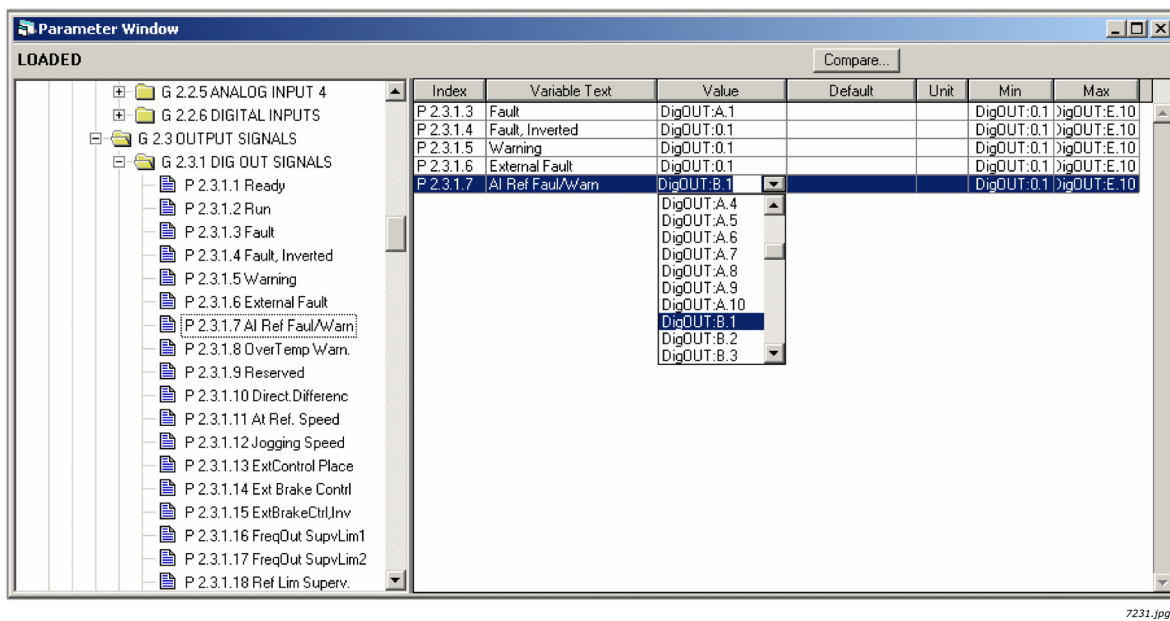 Parameter Window
LOADED
Compare...
G 2.2.5 ANALOG INPUT 4
G 2.2.6 DIGITAL INPUTS
G 2.3 OUTPUT SIGNALS
G 2.3.1 DIG OUT SIGNALS
P 2.3.1.1 Ready
P 2.3.1.2 Run
P 2.3.1.3 Fault
P 2.3.1.4 Fault, Inverted
P 2.3.1.5 Warning
P 2.3.1.6 External Fault
P 2.3.1.7 AI Ref Faul/Warn
P 2.3.1.8 OverTemp Warn.
P 2.3.1.9 Reserved
P 2.3.1.10 Direct.Differenc
P 2.3.1.11 At Ref. Speed
P 2.3.1.12 Jogging Speed
P 2.3.1.13 ExtControl Place
P 2.3.1.14 Ext Brake Contrl
P 2.3.1.15 ExtBrakeCtrl,Inv
P 2.3.1.16 FreqOut SupvLim1
P 2.3.1.17 FreqOut SupvLim2
P 2.3.1.18 Ref Lim Superv.
Index Variable Text Value Default Unit Min Max
P 2.3.1.3 Fault DigOUT:A.1 DigOUT:0.1 DigOUT:E.10
P 2.3.1.4 Fault, Inverted DigOUT:0.1 DigOUT:0.1 DigOUT:E.10
P 2.3.1.5 Warning DigOUT:0.1 DigOUT:0.1 DigOUT:E.10
P 2.3.1.6 External Fault DigOUT:0.1 DigOUT:0.1 DigOUT:E.10
P 2.3.1.7 AI Ref Faul/Warn DigOUT:B.1 DigOUT:0.1 DigOUT:E.10
DigOUT:A.4
DigOUT:A.5
DigOUT:A.6
DigOUT:A.7
DigOUT:A.8
DigOUT:A.9
DigOUT:A.10
DigOUT:B.1
DigOUT:B.2
DigOUT:B.3
7231.jpg